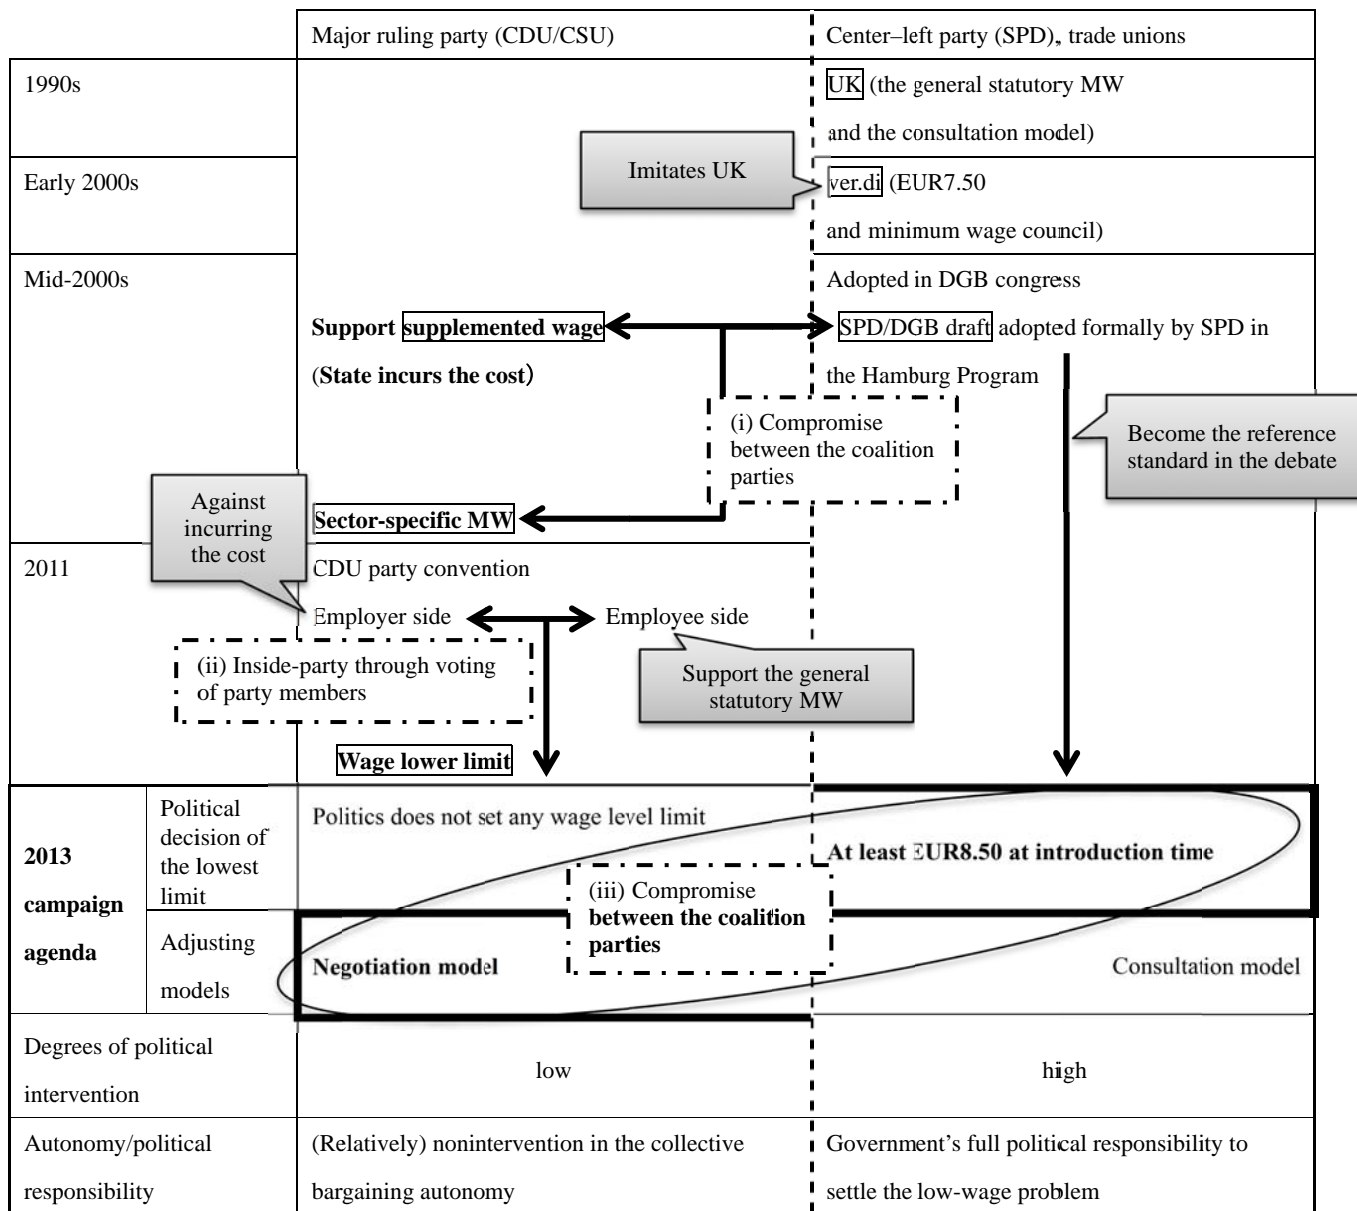 Major ruling party (CDU/CSU)
Center–left party (SPD), trade unions
1990s
UK (the general statutory MW
and the consultation model)
Imitates UK
Early 2000s
ver.di (EUR7.50
and minimum wage council)
Mid-2000s
Adopted in DGB congress
Support supplemented wage
SPD/DGB draft adopted formally by SPD in
(State incurs the cost)
the Hamburg Program
(i) Compromise
between the coalition
parties
Become the reference
standard in the debate
Against
incurring
the cost
Sector-specific MW
2011
CDU party convention
Employer side
Employee side
(ii) Inside-party through voting
of party members
Support the general
statutory MW
Wage lower limit
2013
campaign
agenda
Political
decision of
the lowest
limit
Politics does not set any wage level limit
At least EUR8.50 at introduction time
(iii) Compromise
between the coalition
parties
Adjusting
models
Negotiation model
Consultation model
Degrees of political
intervention
low
high
Autonomy/political
responsibility
(Relatively) nonintervention in the collective
bargaining autonomy
Government's full political responsibility to
settle the low-wage problem